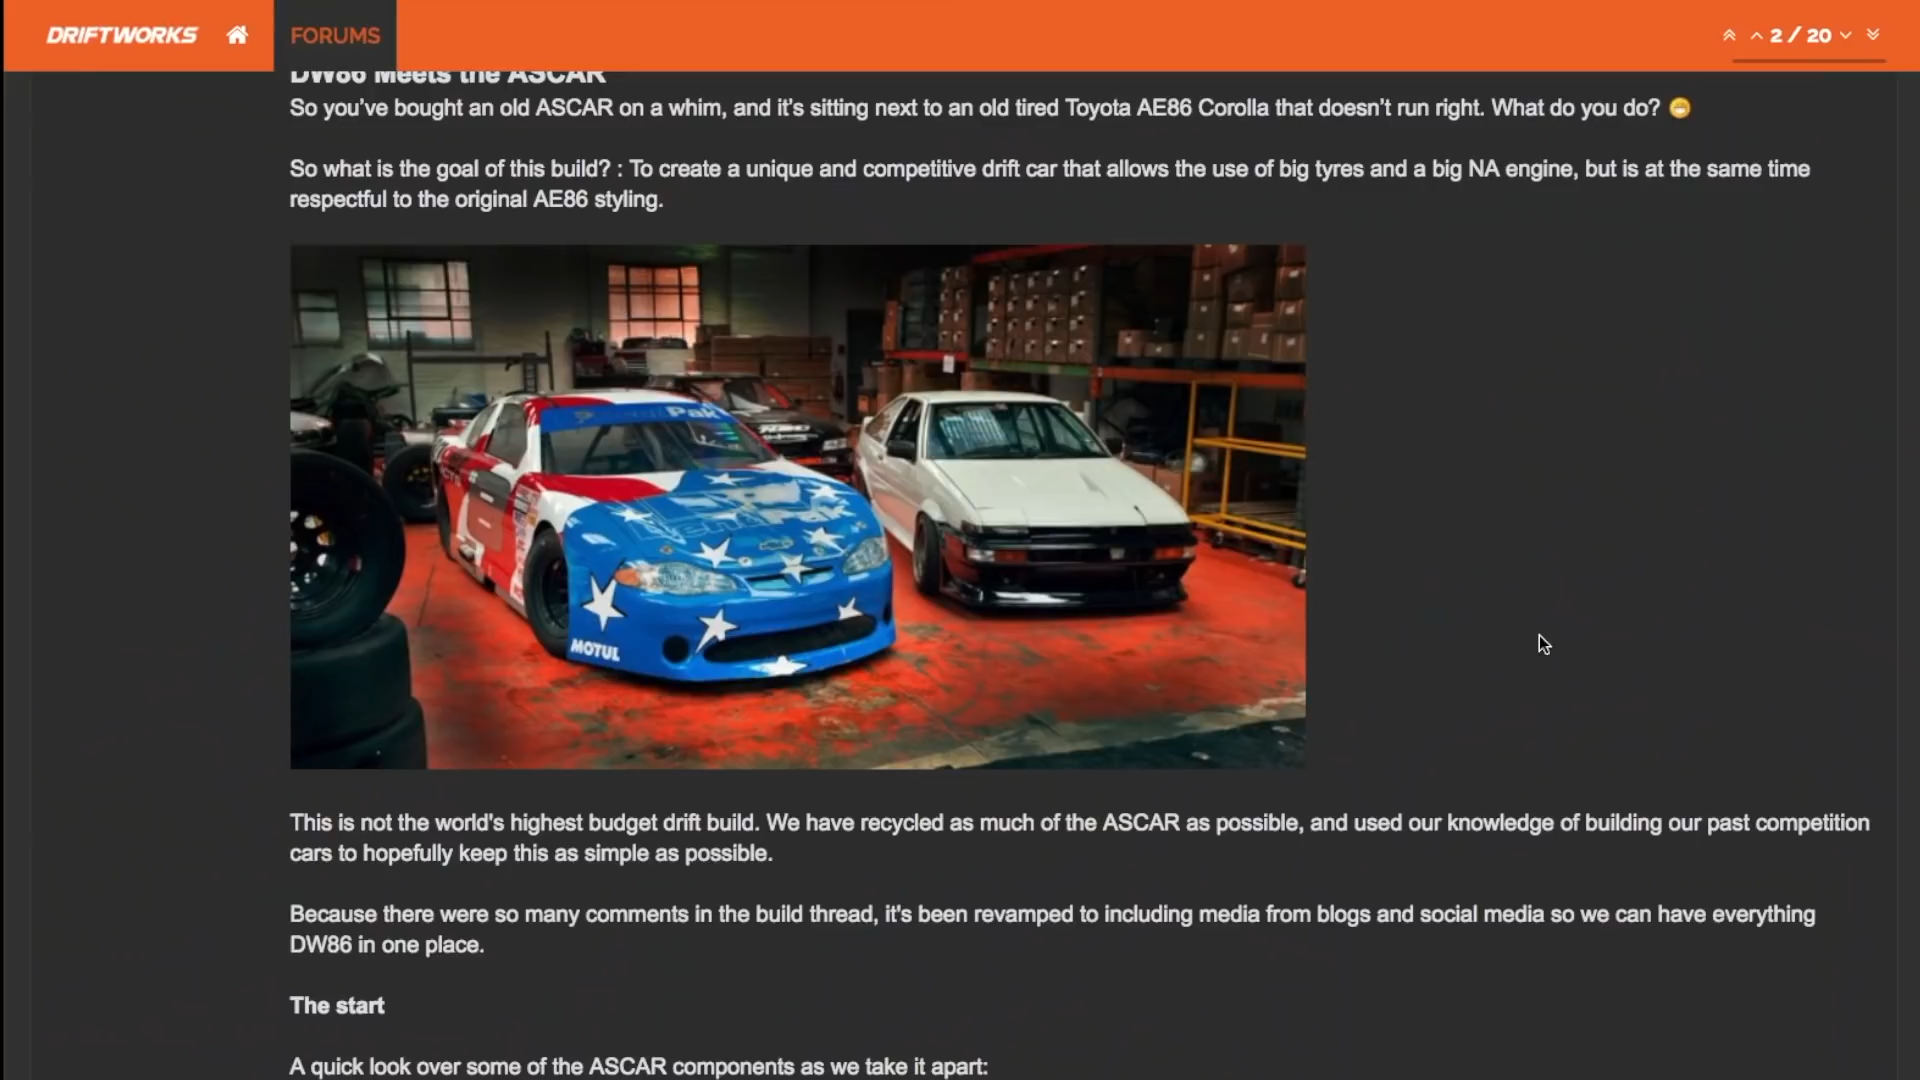 DRIFTWORKS FORUMS 2 / 20
DW86 Meets the ASCAR
So you've bought an old ASCAR on a whim, and it's sitting next to an old tired Toyota AE86 Corolla that doesn't run right. What do you do? 😁
So what is the goal of this build? : To create a unique and competitive drift car that allows the use of big tyres and a big NA engine, but is at the same time
respectful to the original AE86 styling.
Pak
MOTUL
This is not the world's highest budget drift build. We have recycled as much of the ASCAR as possible, and used our knowledge of building our past competition
cars to hopefully keep this as simple as possible.
Because there were so many comments in the build thread, it's been revamped to including media from blogs and social media so we can have everything
DW86 in one place.
The start
A quick look over some of the ASCAR components as we take it apart: